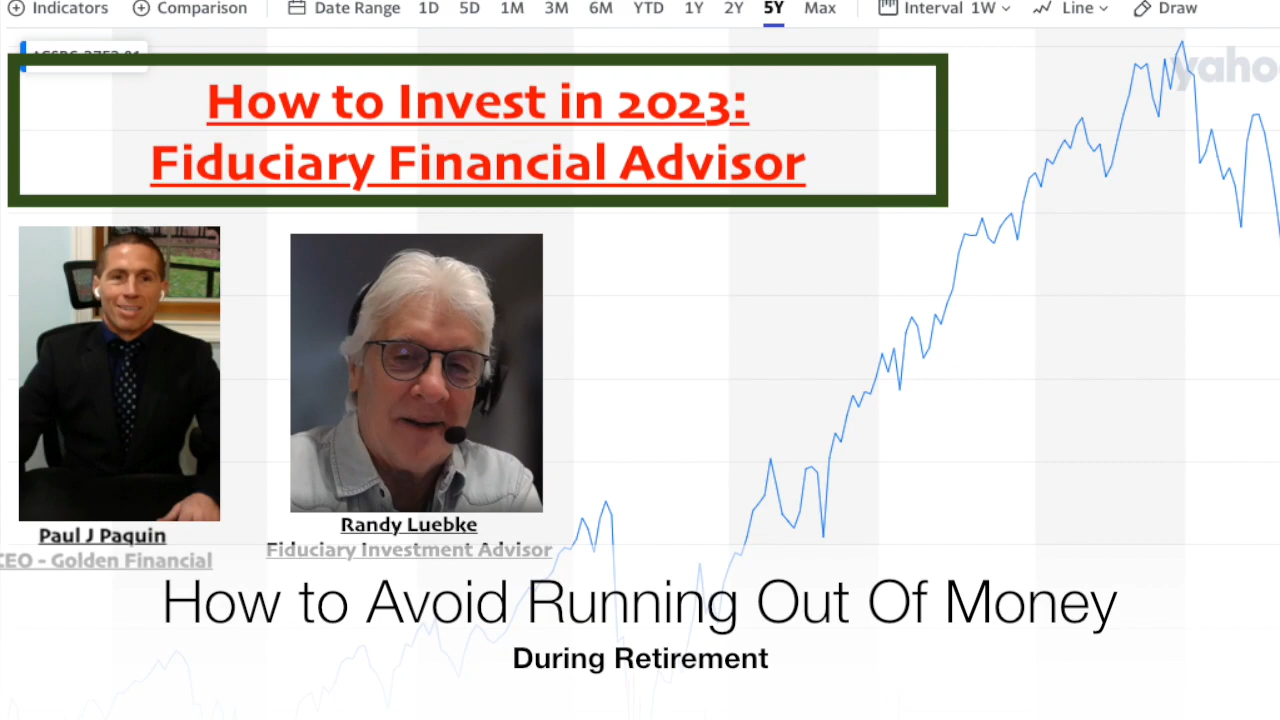 Indicators Comparison Date Range 1D 5D 1M 3M 6M YTD 1Y 2Y 5Y Max Interval 1W Line Draw
yaho
How to Invest in 2023:
Fiduciary Financial Advisor
Paul J Paquin
CEO - Golden Financial
Randy Luebke
Fiduciary Investment Advisor
How to Avoid Running Out Of Money
During Retirement